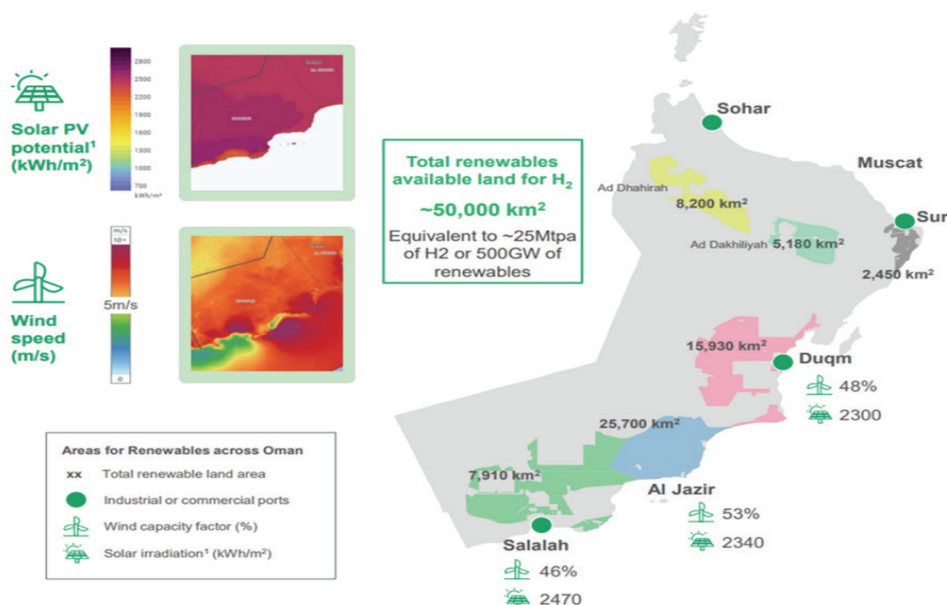 Solar PV
potential¹
(kWh/m²)
2800
2500
2200
1900
1600
1300
1000
700
kWh/m²
Wind
speed
(m/s)
m/s
10+
5m/s
0
Total renewables
available land for H₂
~50,000 km²
Equivalent to ~25Mtpa
of H2 or 500GW of
renewables
Sohar
Muscat
Ad Dhahirah
8,200 km²
Sur
Ad Dakhiliyah
5,180 km²
2,450 km²
15,930 km²
Duqm
48%
2300
25,700 km²
7,910 km²
Al Jazir
53%
2340
Salalah
46%
2470
Areas for Renewables across Oman
xx Total renewable land area
Industrial or commercial ports
Wind capacity factor (%)
Solar irradiation¹ (kWh/m²)